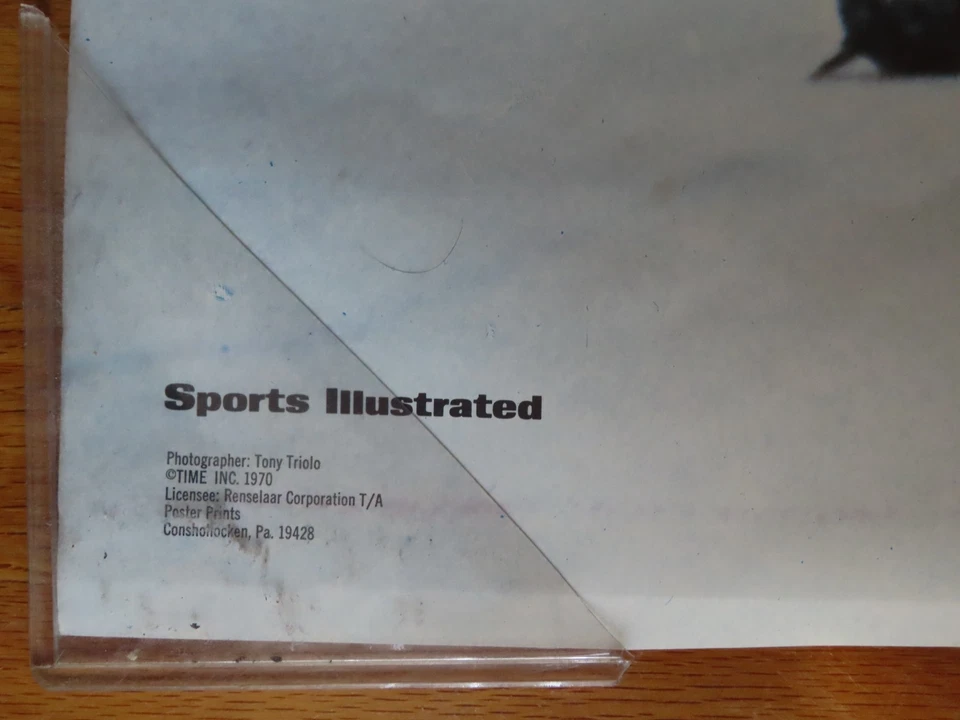 Sports Illustrated
Photographer: Tony Triolo
©TIME INC. 1970
Licensee: Renselaar Corporation T/A
Poster Prints
Conshohocken, Pa. 19428